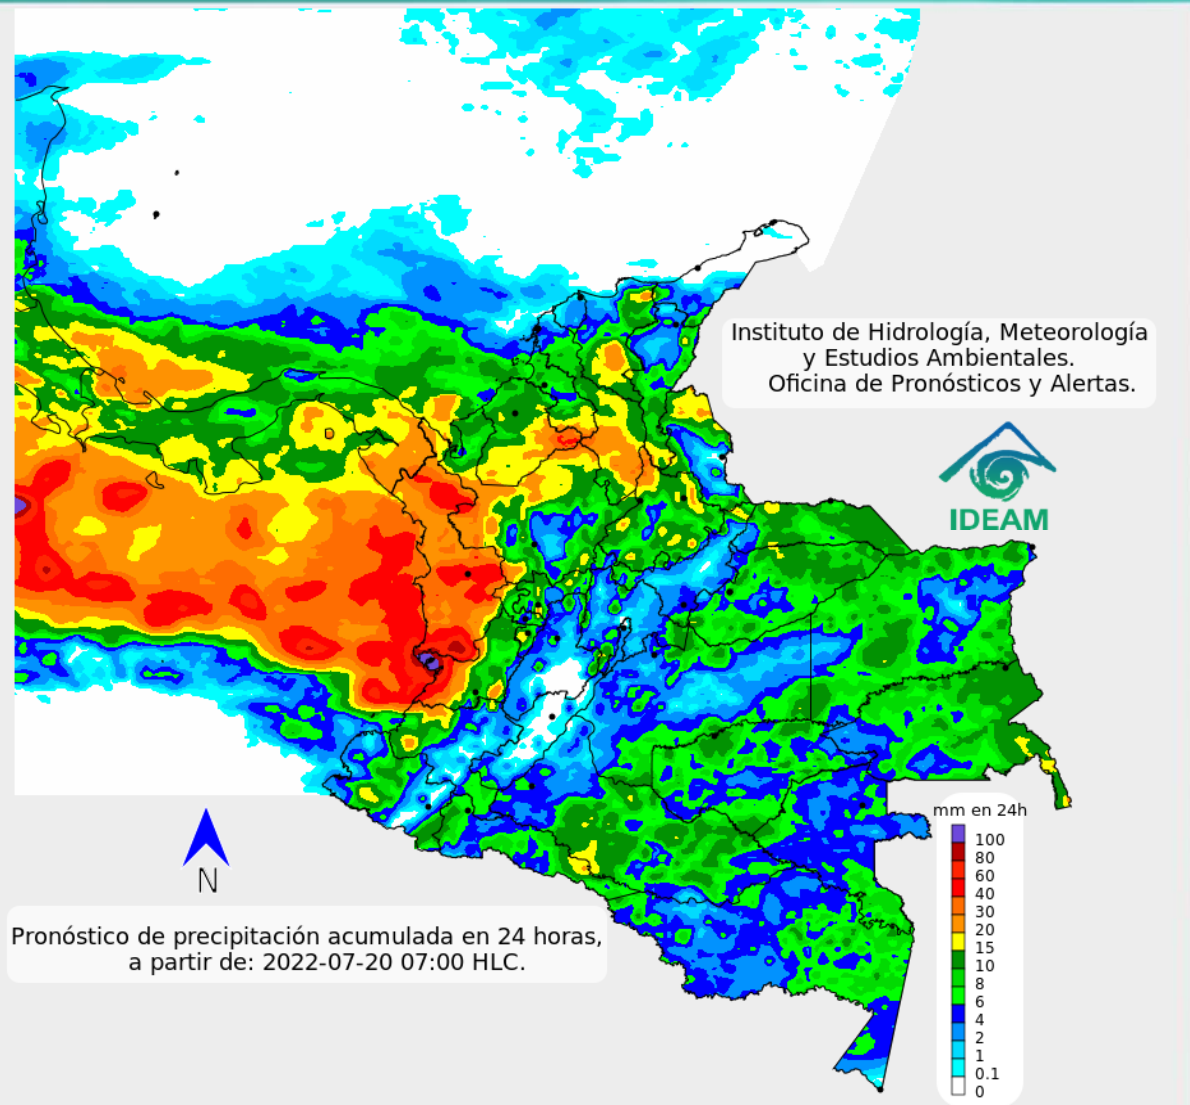 Instituto de Hidrología, Meteorología
y Estudios Ambientales.
Oficina de Pronósticos y Alertas.
IDEAM
mm en 24h
100
80
60
40
30
20
15
10
8
6
4
2
1
0.1
0
N
Pronóstico de precipitación acumulada en 24 horas,
a partir de: 2022-07-20 07:00 HLC.